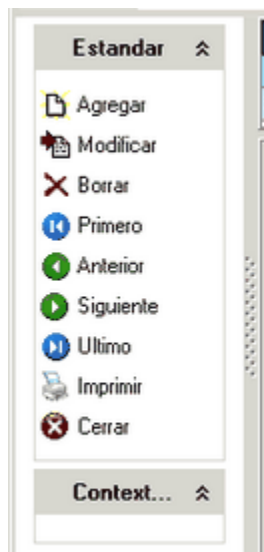 Estandar
Agregar
Modificar
Borrar
Primero
Anterior
Siguiente
Ultimo
Imprimir
Cerrar
Context...